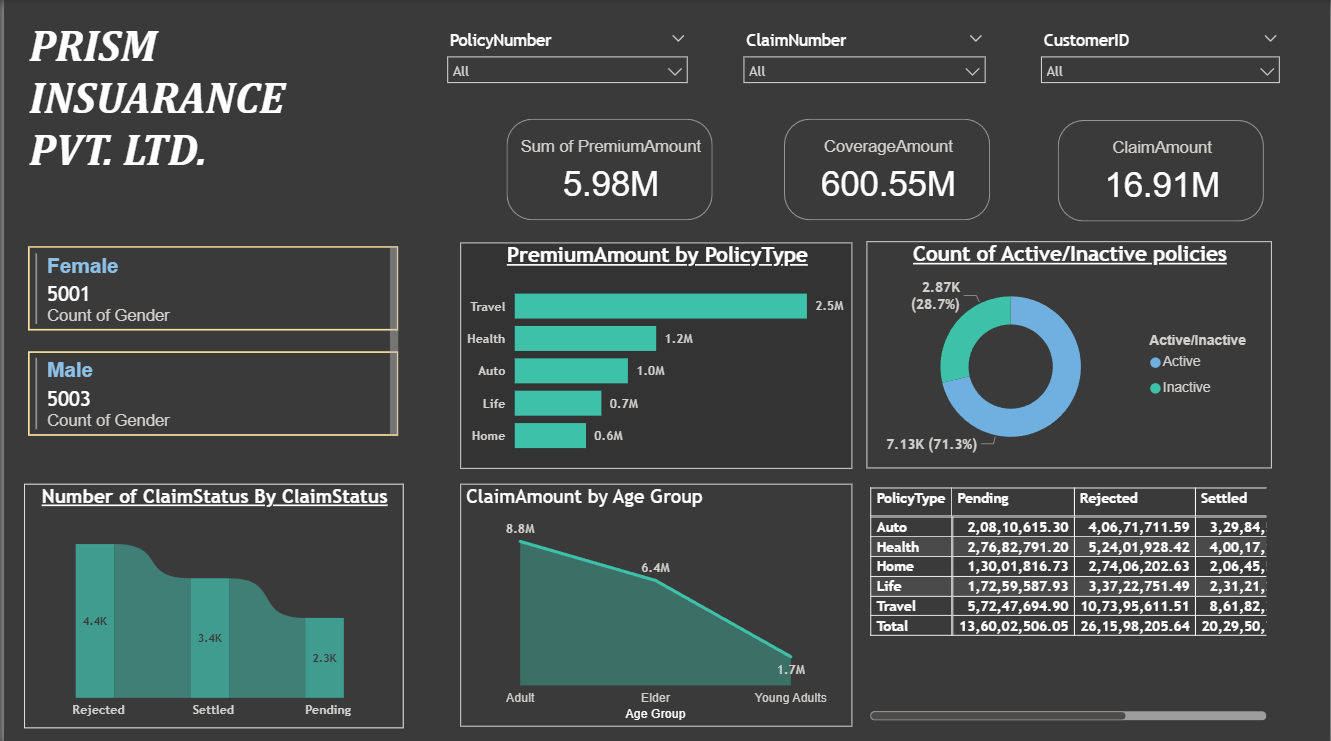 PRISM
INSUARANCE
PVT. LTD.
PolicyNumber
All
ClaimNumber
All
CustomerID
All
Sum of PremiumAmount
5.98M
CoverageAmount
600.55M
ClaimAmount
16.91M
Female
5001
Count of Gender
Male
5003
Count of Gender
PremiumAmount by PolicyType
Travel 2.5M
Health 1.2M
Auto 1.0M
Life 0.7M
Home 0.6M
Count of Active/Inactive policies
2.87K
(28.7%)
7.13K (71.3%)
Active/Inactive
Active
Inactive
Number of ClaimStatus By ClaimStatus
4.4K
3.4K
2.3K
Rejected Settled Pending
ClaimAmount by Age Group
8.8M
6.4M
1.7M
Adult Elder Young Adults
Age Group
PolicyType Pending Rejected Settled
Auto 2,08,10,615.30 4,06,71,711.59 3,29,84,
Health 2,76,82,791.20 5,24,01,928.42 4,00,17,
Home 1,30,01,816.73 2,74,06,202.63 2,06,45,
Life 1,72,59,587.93 3,37,22,751.49 2,31,21,
Travel 5,72,47,694.90 10,73,95,611.51 8,61,82,
Total 13,60,02,506.05 26,15,98,205.64 20,29,50,